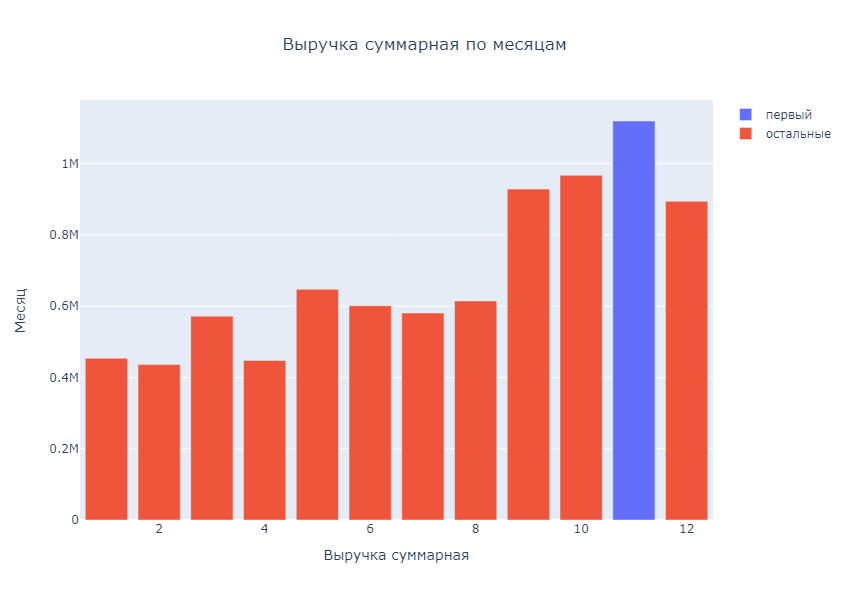 Выручка суммарная по месяцам
первый
остальные
1M
0.8M
0.6M
0.4M
0.2M
0
Месяц
2
4
6
8
10
12
Выручка суммарная